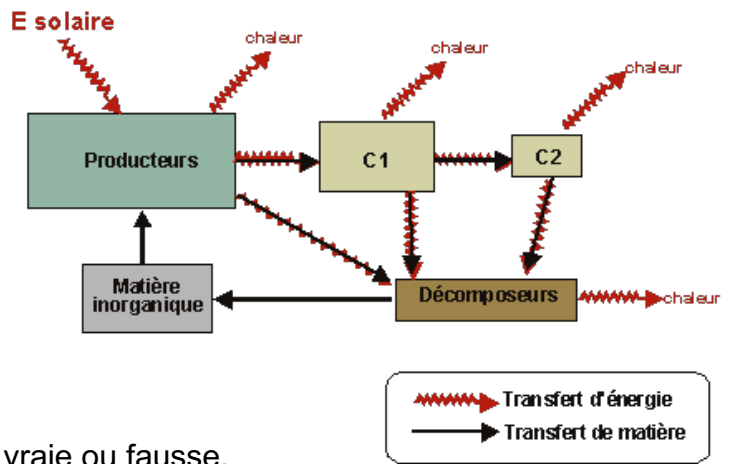 E solaire
chaleur
chaleur
chaleur
Producteurs
C1
C2
Matière
inorganique
Décomposeurs
chaleur
Transfert d'énergie
Transfert de matière
vraie ou fausse.